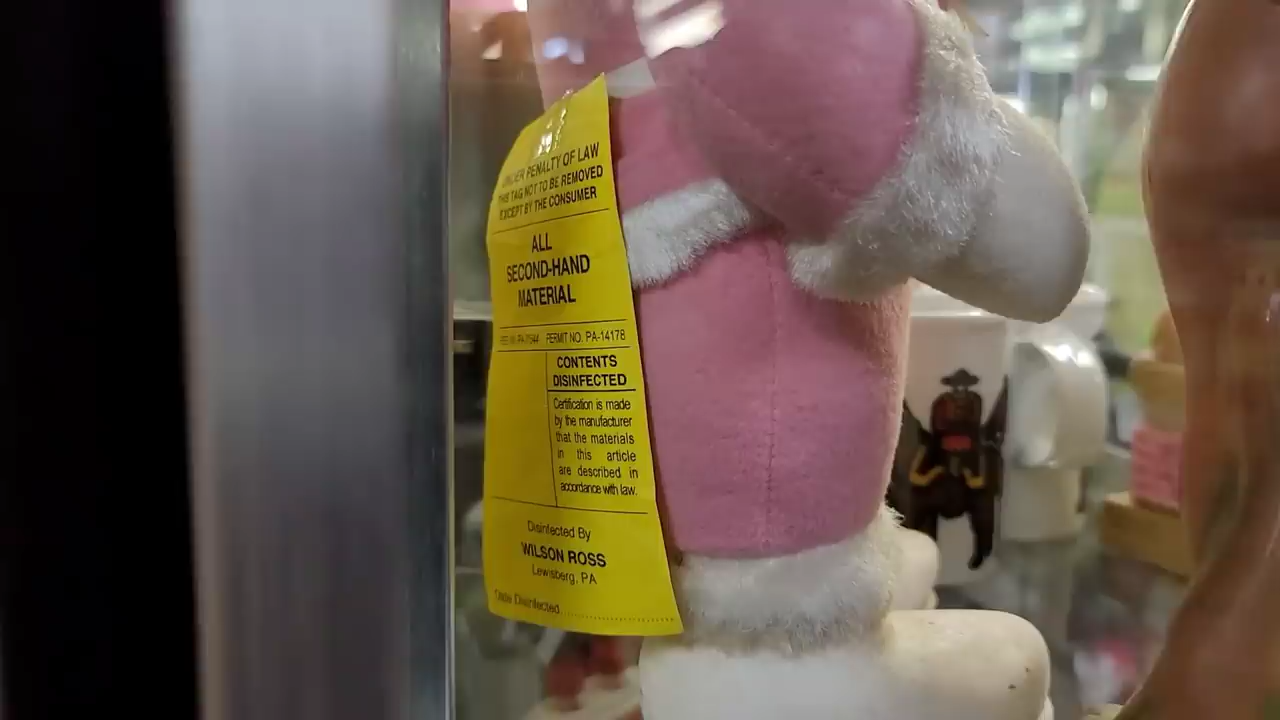 UNDER PENALTY OF LAW
THIS TAG NOT TO BE REMOVED
EXCEPT BY THE CONSUMER
ALL
SECOND-HAND
MATERIAL
PERMIT NO. PA-14178
CONTENTS
DISINFECTED
Certification is made
by the manufacturer
that the materials
in this article
are described in
accordance with law.
Disinfected By
WILSON ROSS
Lewisberg, PA
Date Disinfected